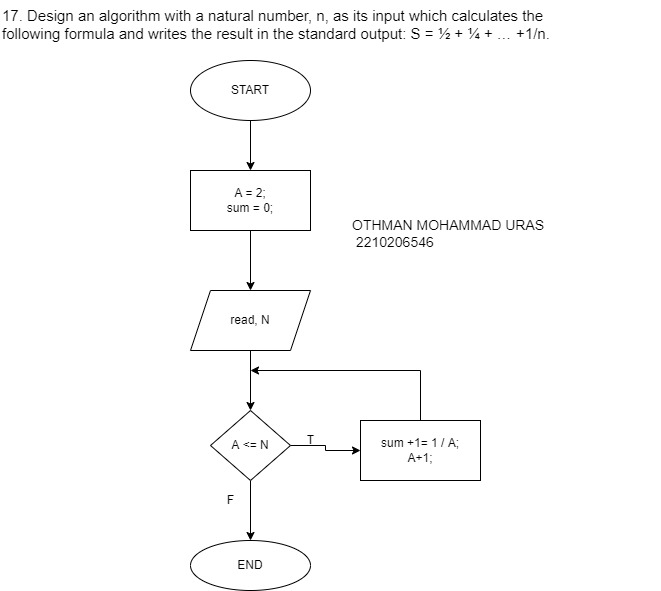 17. Design an algorithm with a natural number, n, as its input which calculates the
following formula and writes the result in the standard output: S = ½ + ¼ + ... +1/n.
START
A = 2;
sum = 0;
OTHMAN MOHAMMAD URAS
2210206546
read, N
A <= N
T
sum +1= 1 / A;
A+1;
F
END